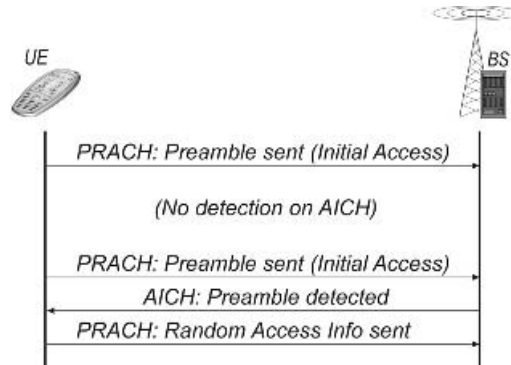 UE
BS
PRACH: Preamble sent (Initial Access)
(No detection on AICH)
PRACH: Preamble sent (Initial Access)
AICH: Preamble detected
PRACH: Random Access Info sent